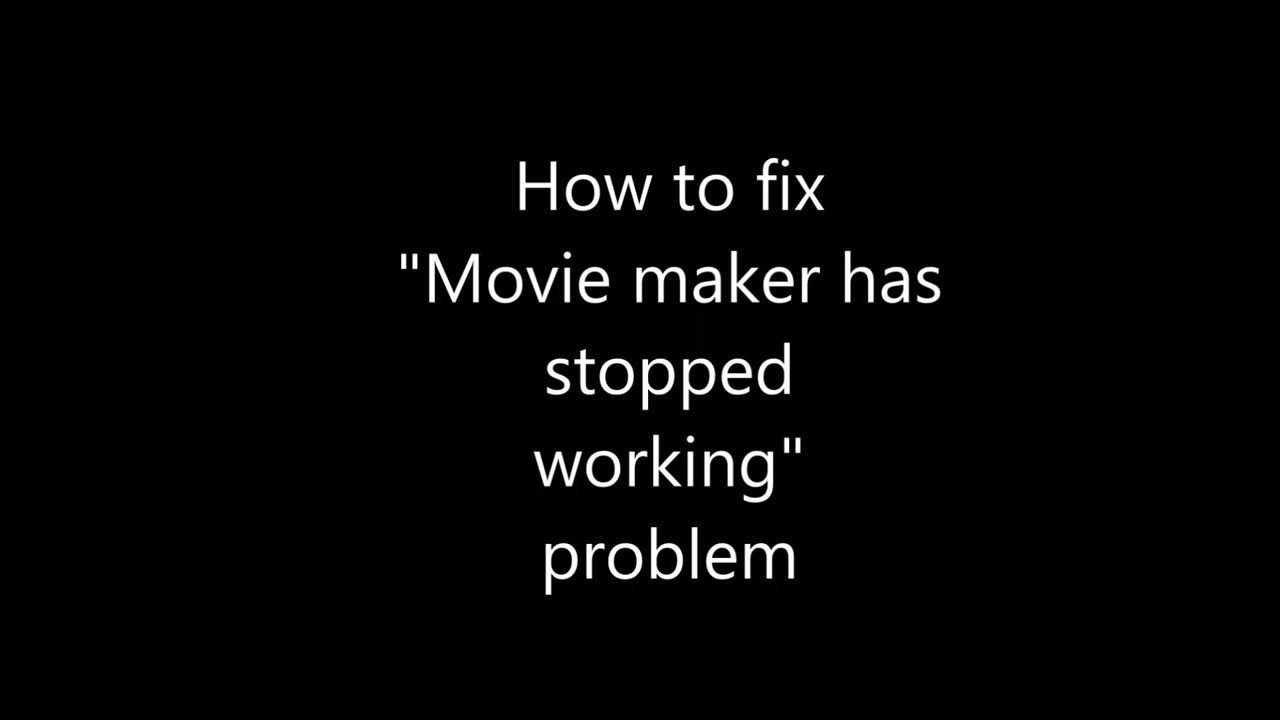 How to fix
"Movie maker has
stopped
working"
problem